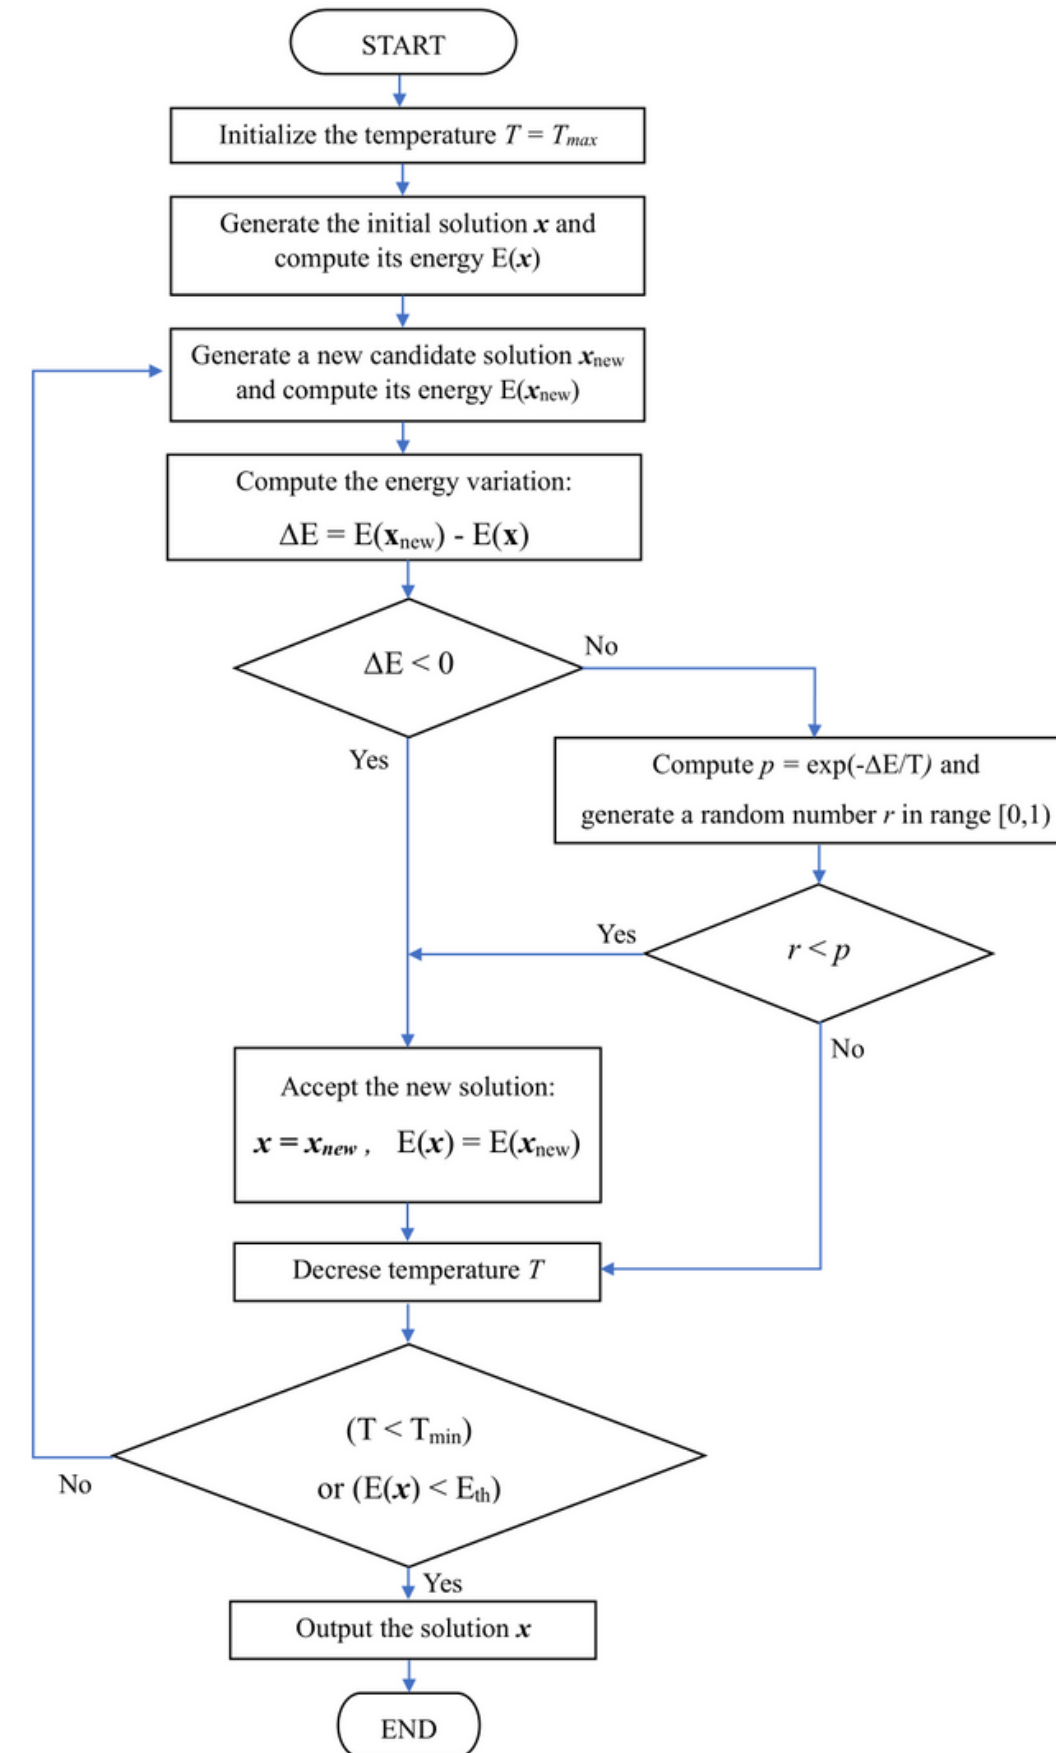 START
Initialize the temperature T = Tmax
Generate the initial solution x and
compute its energy E(x)
Generate a new candidate solution xnew
and compute its energy E(xnew)
Compute the energy variation:
ΔE = E(xnew) - E(x)
ΔE < 0
No
Yes
Compute p = exp(-ΔE/T) and
generate a random number r in range [0,1)
Yes
r < p
No
Accept the new solution:
x = xnew , E(x) = E(xnew)
Decrese temperature T
(T < Tmin)
or (E(x) < Eth)
No
Yes
Output the solution x
END